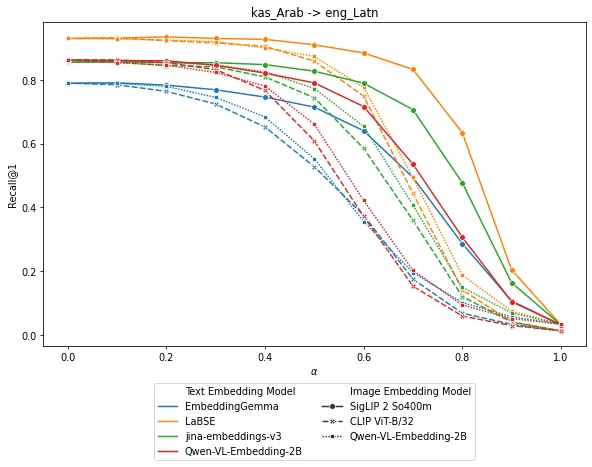 kas_Arab -> eng_Latn
Recall@1
0.8
0.6
0.4
0.2
0.0
0.0 0.2 0.4 0.6 0.8 1.0
α
Text Embedding Model
EmbeddingGemma
LaBSE
jina-embeddings-v3
Qwen-VL-Embedding-2B
Image Embedding Model
SigLIP 2 So400m
CLIP ViT-B/32
Qwen-VL-Embedding-2B